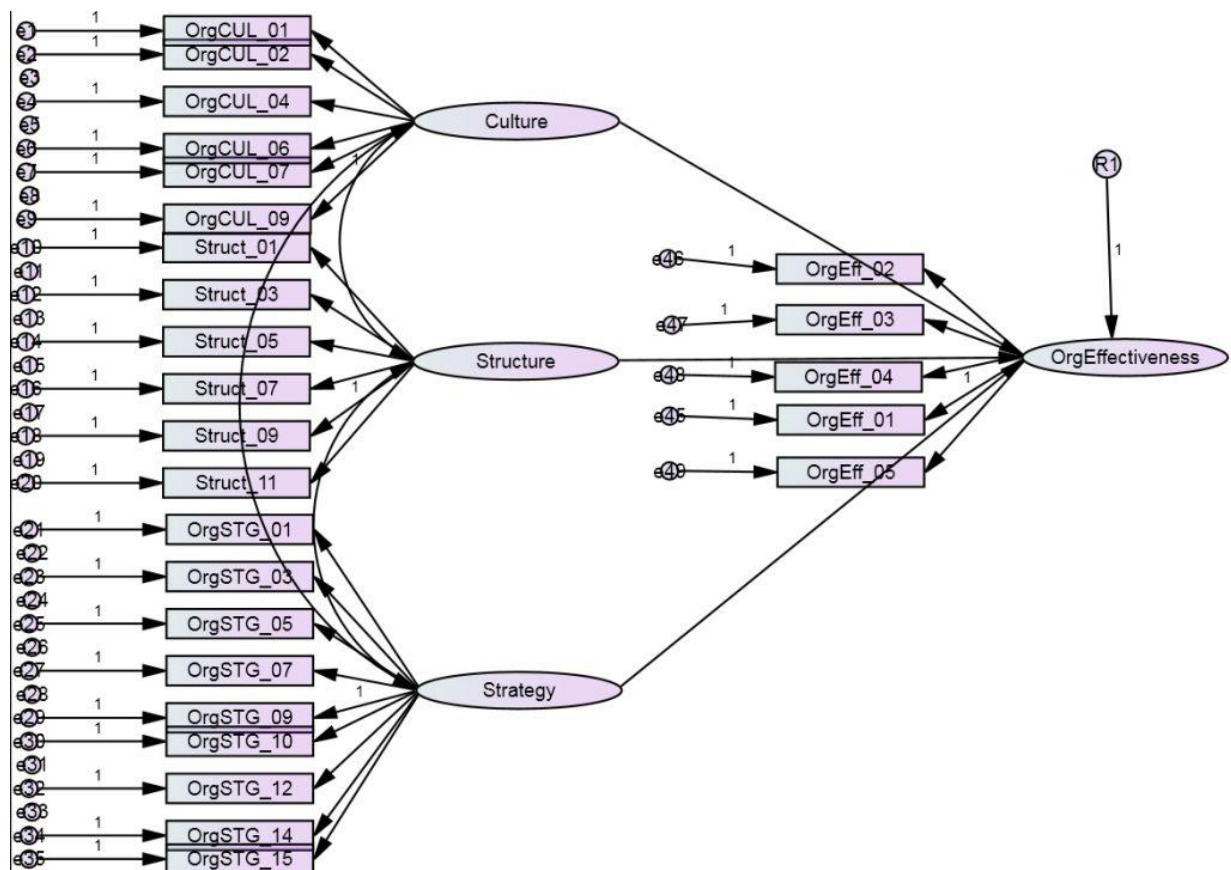 e1 1 OrgCUL_01
e2 1 OrgCUL_02
e3
e4 1 OrgCUL_04
e5
e6 1 OrgCUL_06
e7 1 OrgCUL_07
e8
e9 1 OrgCUL_09
e10 1 Struct_01
e11
e12 1 Struct_03
e13
e14 1 Struct_05
e15
e16 1 Struct_07
e17
e18 1 Struct_09
e19
e20 1 Struct_11
e21 1 OrgSTG_01
e22
e23 1 OrgSTG_03
e24
e25 1 OrgSTG_05
e26
e27 1 OrgSTG_07
e28
e29 1 OrgSTG_09
e30 1 OrgSTG_10
e31
e32 1 OrgSTG_12
e33
e34 1 OrgSTG_14
e35 1 OrgSTG_15
1
Culture
1
Structure
1
Strategy
e46 1 OrgEff_02
e47 1 OrgEff_03
e48 1 OrgEff_04
e45 1 OrgEff_01
e49 1 OrgEff_05
1
R1
1
OrgEffectiveness